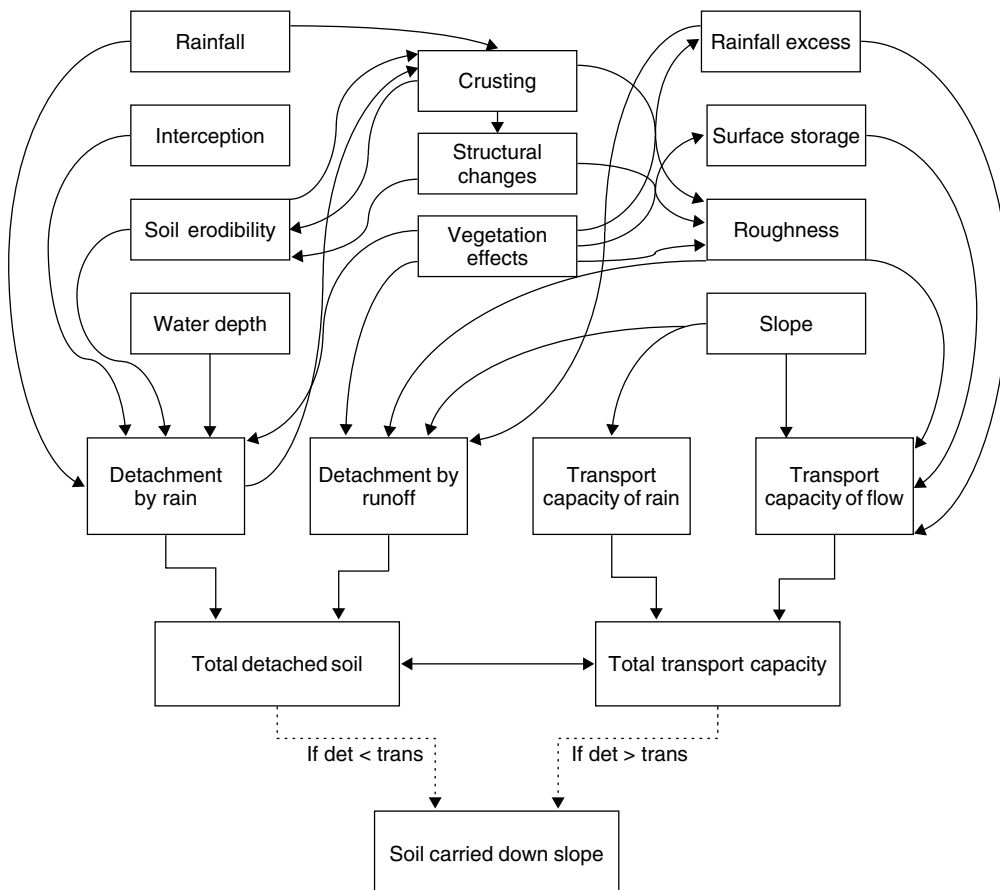 Rainfall
Rainfall excess
Crusting
Interception
Surface storage
Structural
changes
Soil erodibility
Vegetation
effects
Roughness
Water depth
Slope
Detachment
by rain
Detachment by
runoff
Transport
capacity of rain
Transport
capacity of flow
Total detached soil
Total transport capacity
If det < trans
If det > trans
Soil carried down slope